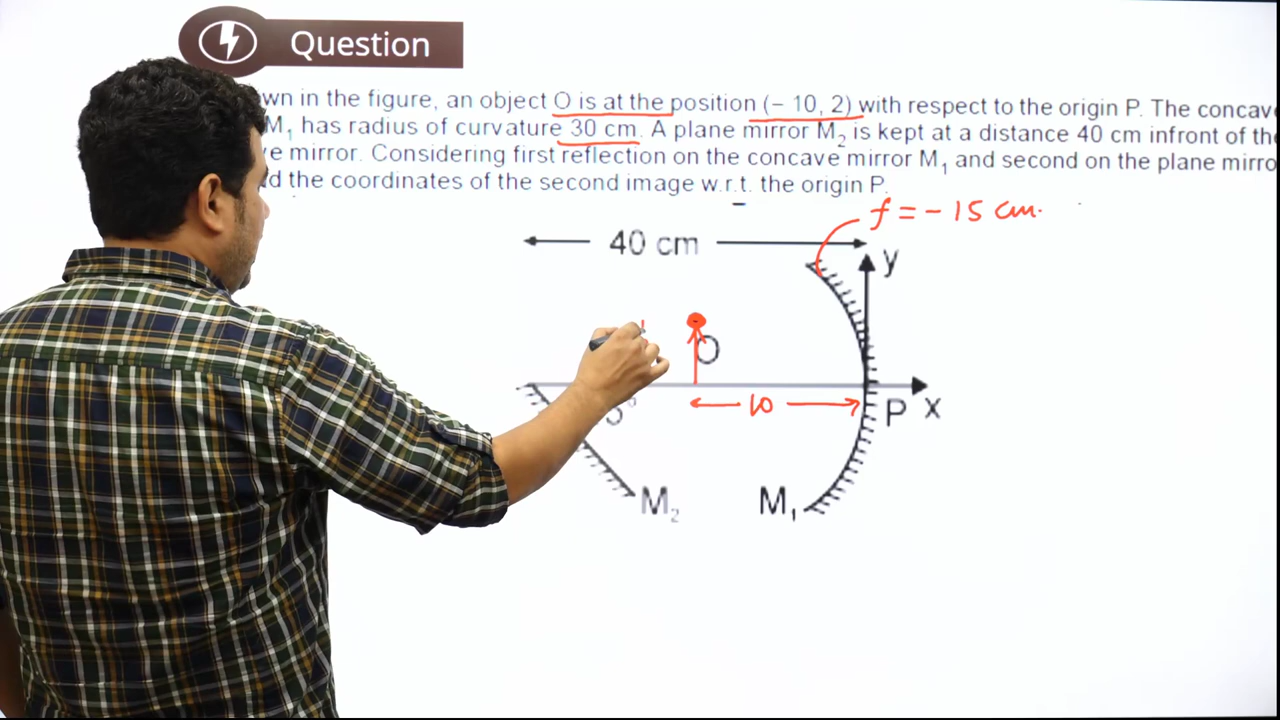 Question
wn in the figure, an object O is at the position (– 10, 2) with respect to the origin P. The concav
M₁ has radius of curvature 30 cm. A plane mirror M₂ is kept at a distance 40 cm infront of th
e mirror. Considering first reflection on the concave mirror M₁ and second on the plane mirro
d the coordinates of the second image w.r.t. the origin P.
f = - 15 cm.
40 cm
y
O
10
P x
M₂ M₁